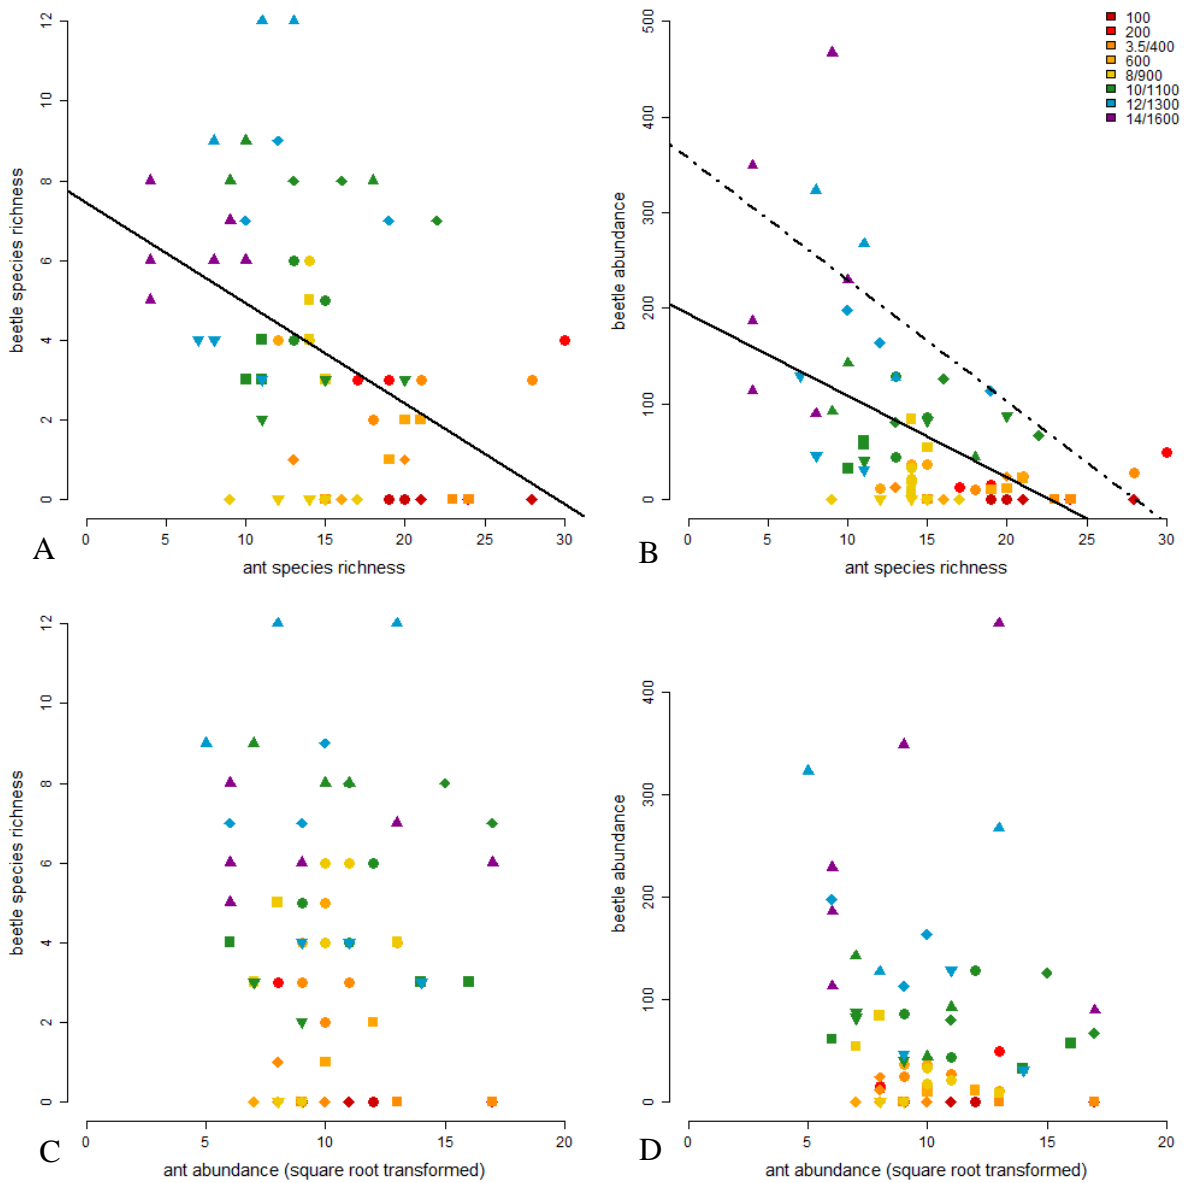 12
10
8
6
4
2
0
beetle species richness
0 5 10 15 20 25 30
ant species richness
A
500
400
300
200
100
0
beetle abundance
0 5 10 15 20 25 30
ant species richness
B
100
200
3.5/400
600
8/900
10/1100
12/1300
14/1600
12
10
8
6
4
2
0
beetle species richness
0 5 10 15 20
ant abundance (square root transformed)
C
400
300
200
100
0
beetle abundance
0 5 10 15 20
ant abundance (square root transformed)
D